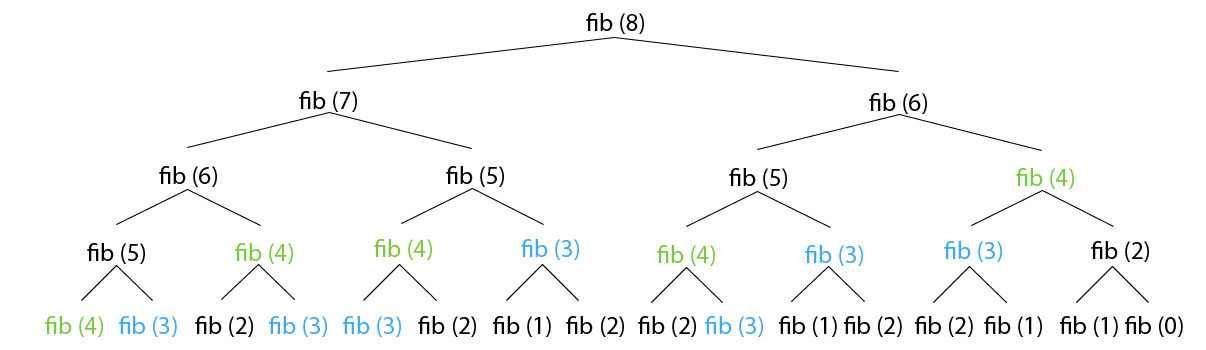 fib (8)
fib (7) fib (6)
fib (6) fib (5) fib (5) fib (4)
fib (5) fib (4) fib (4) fib (3) fib (4) fib (3) fib (3) fib (2)
fib (4) fib (3) fib (2) fib (3) fib (3) fib (2) fib (1) fib (2) fib (2) fib (3) fib (1) fib (2) fib (2) fib (1) fib (1) fib (0)